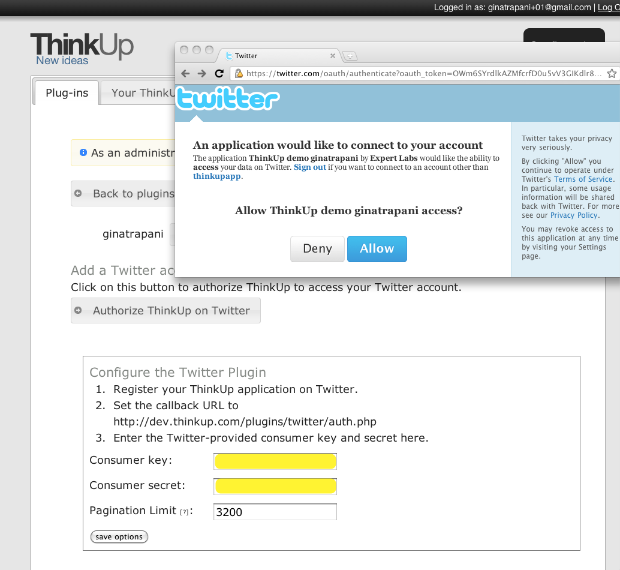 Logged in as: ginatrapani+01@gmail.com | Log
ThinkUp
New ideas
Plug-ins
Your ThinkU
Twitter
https://twitter.com/oauth/authenticate?oauth_token=
twitter
An application would like to connect to your account
The application ThinkUp demo ginatrapani by Expert Labs would like the ability to
access your data on Twitter. Sign out if you want to connect to an account other than
thinkupapp.
Allow ThinkUp demo ginatrapani access?
Deny
Allow
Twitter takes your privacy
very seriously.
By clicking "Allow" you
continue to operate under
Twitter's Terms of Service.
In particular, some usage
information will be shared
back with Twitter. For more
see our Privacy Policy.
You may revoke access to
this application at any time
by visiting your Settings
page.
As an administr
Back to plugins
ginatrapani
Add a Twitter ac
Click on this button to authorize ThinkUp to access your Twitter account.
Authorize ThinkUp on Twitter
Configure the Twitter Plugin
1. Register your ThinkUp application on Twitter.
2. Set the callback URL to
http://dev.thinkup.com/plugins/twitter/auth.php
3. Enter the Twitter-provided consumer key and secret here.
Consumer key:
Consumer secret:
Pagination Limit [?]: 3200
save options